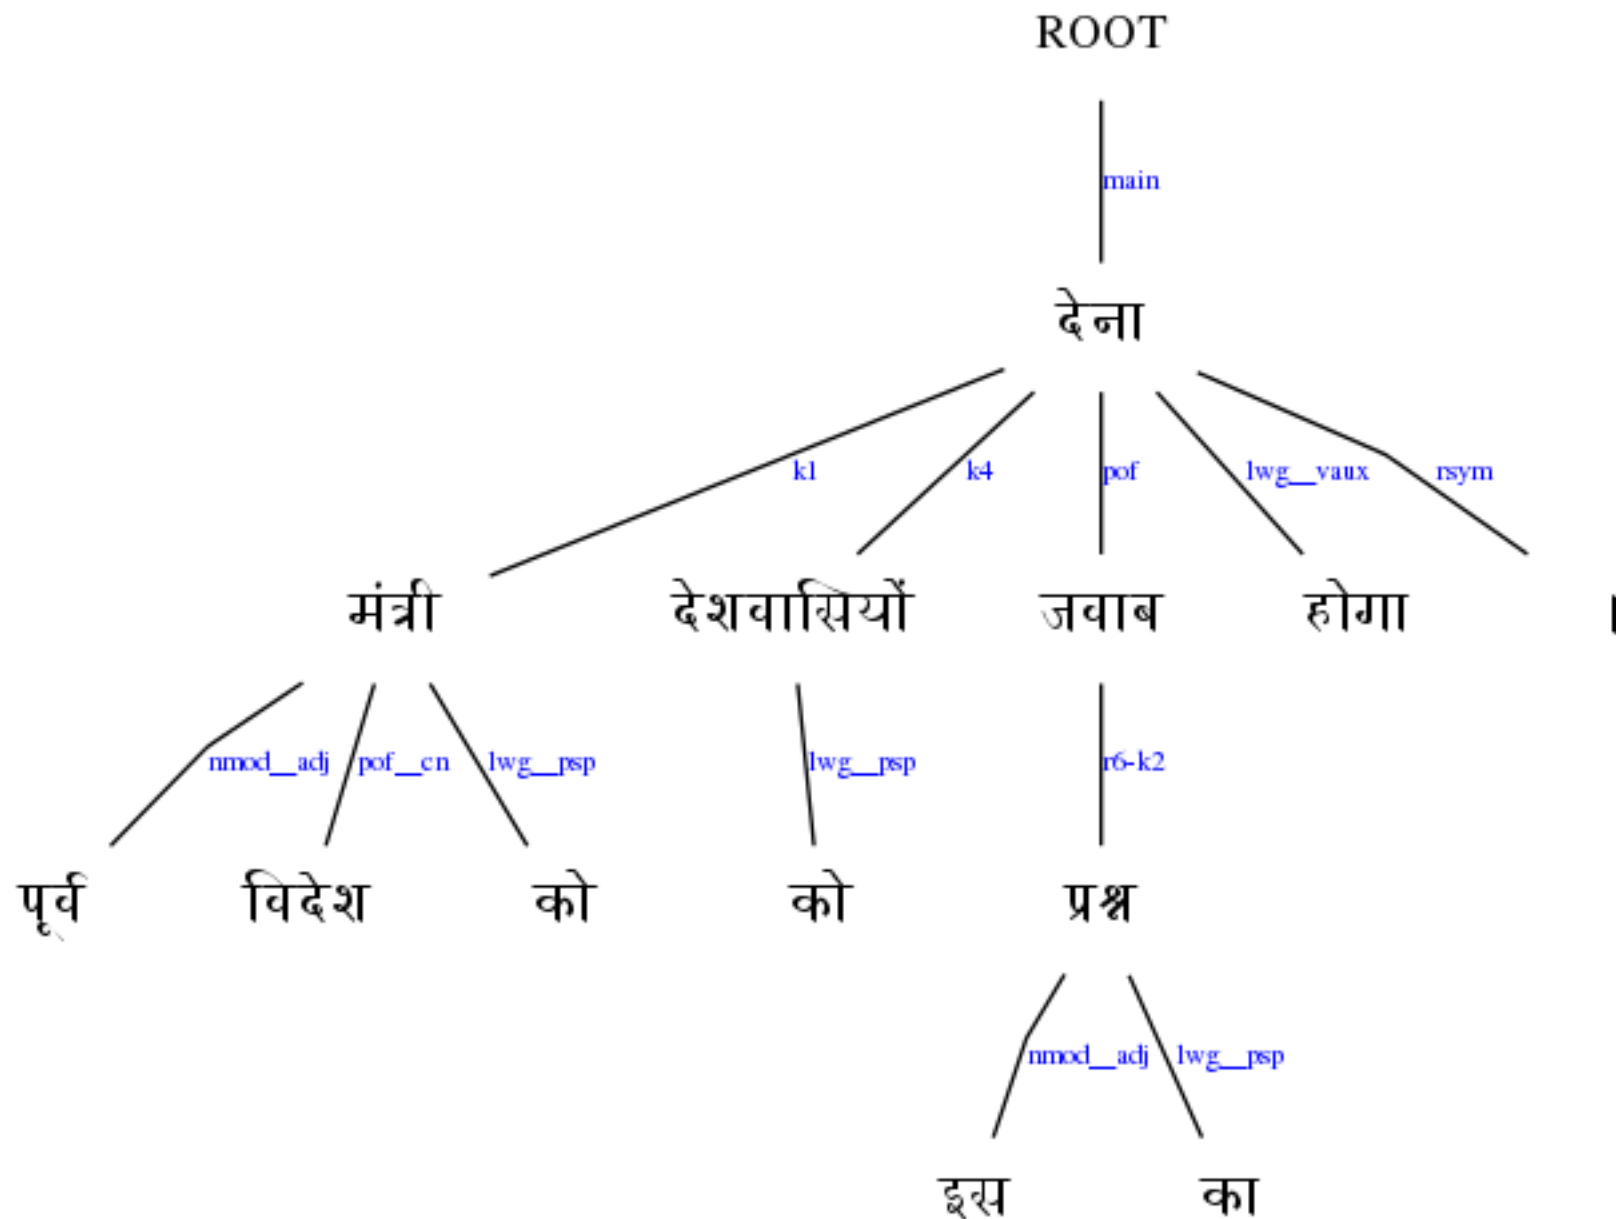 ROOT
main
देना
k1 k4 pof lwg__vaux rsym
मंत्री देशवासियों जवाब होगा ।
nmod__adj pof__cn lwg__psp lwg__psp r6-k2
पूर्व विदेश को को प्रश्न
nmod__adj lwg__psp
इस का